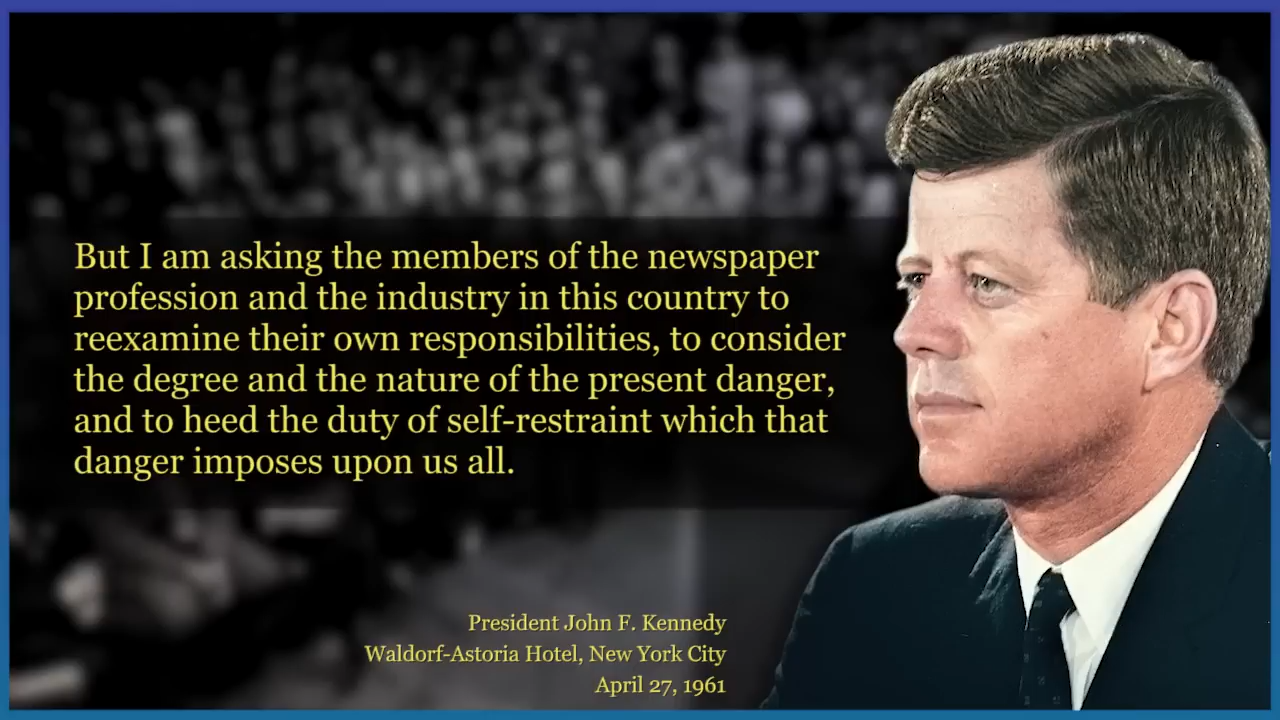 But I am asking the members of the newspaper
profession and the industry in this country to
reexamine their own responsibilities, to consider
the degree and the nature of the present danger,
and to heed the duty of self-restraint which that
danger imposes upon us all.
President John F. Kennedy
Waldorf-Astoria Hotel, New York City
April 27, 1961